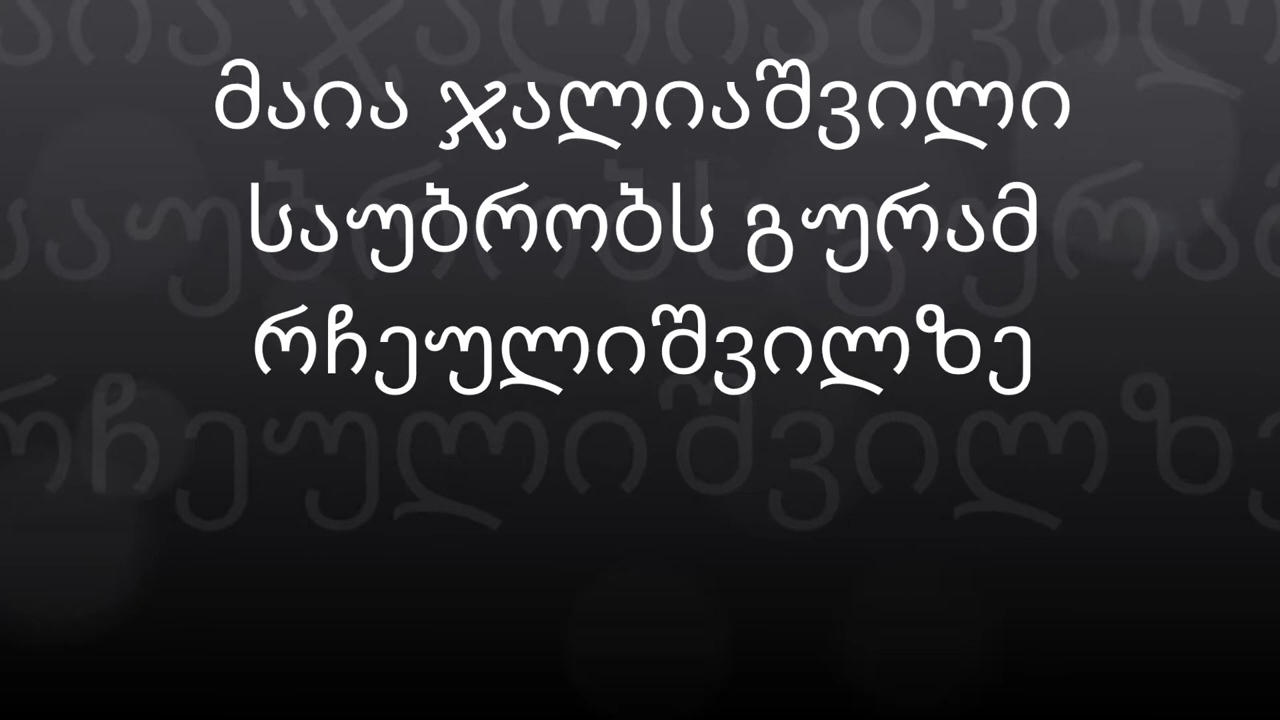 მაია ჯალიაშვილი
საუბრობს გურამ
რჩეულიშვილზე